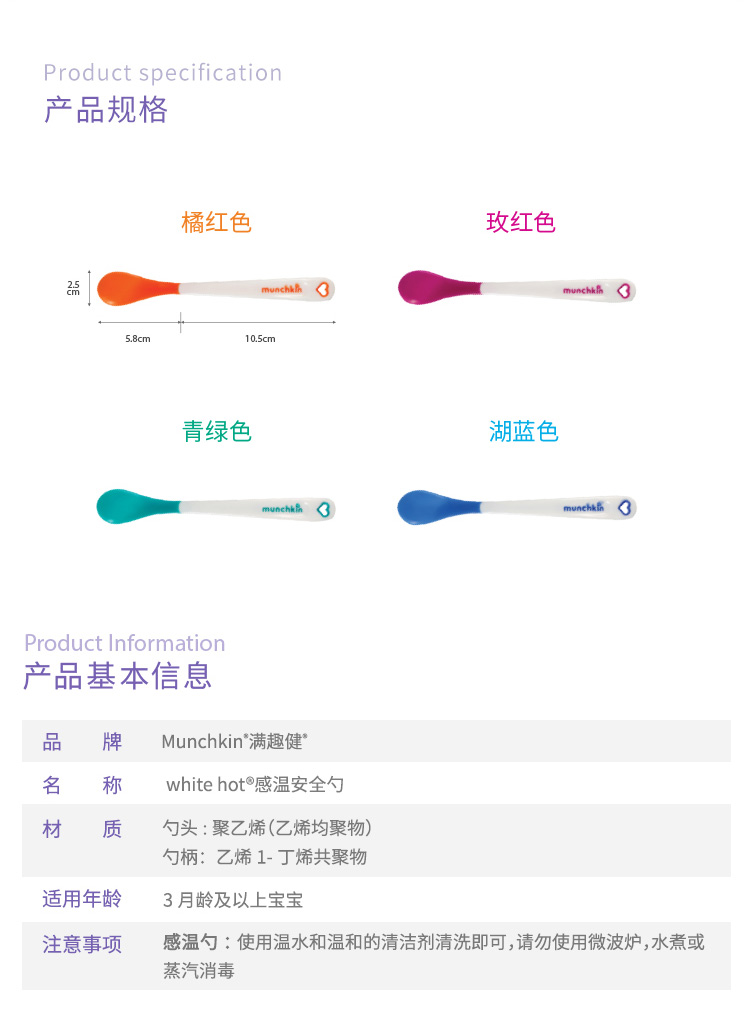 Product specification
产品规格
橘红色
玫红色
2.5
cm
munchkin
munchkin
5.8cm
10.5cm
青绿色
湖蓝色
munchkin
munchkin
Product Information
产品基本信息
品 牌 Munchkin®满趣健®
名 称 white hot®感温安全勺
材 质 勺头 : 聚乙烯(乙烯均聚物)
勺柄: 乙烯 1- 丁烯共聚物
适用年龄 3 月龄及以上宝宝
注意事项 感温勺 : 使用温水和温和的清洁剂清洗即可,请勿使用微波炉,水煮或
蒸汽消毒